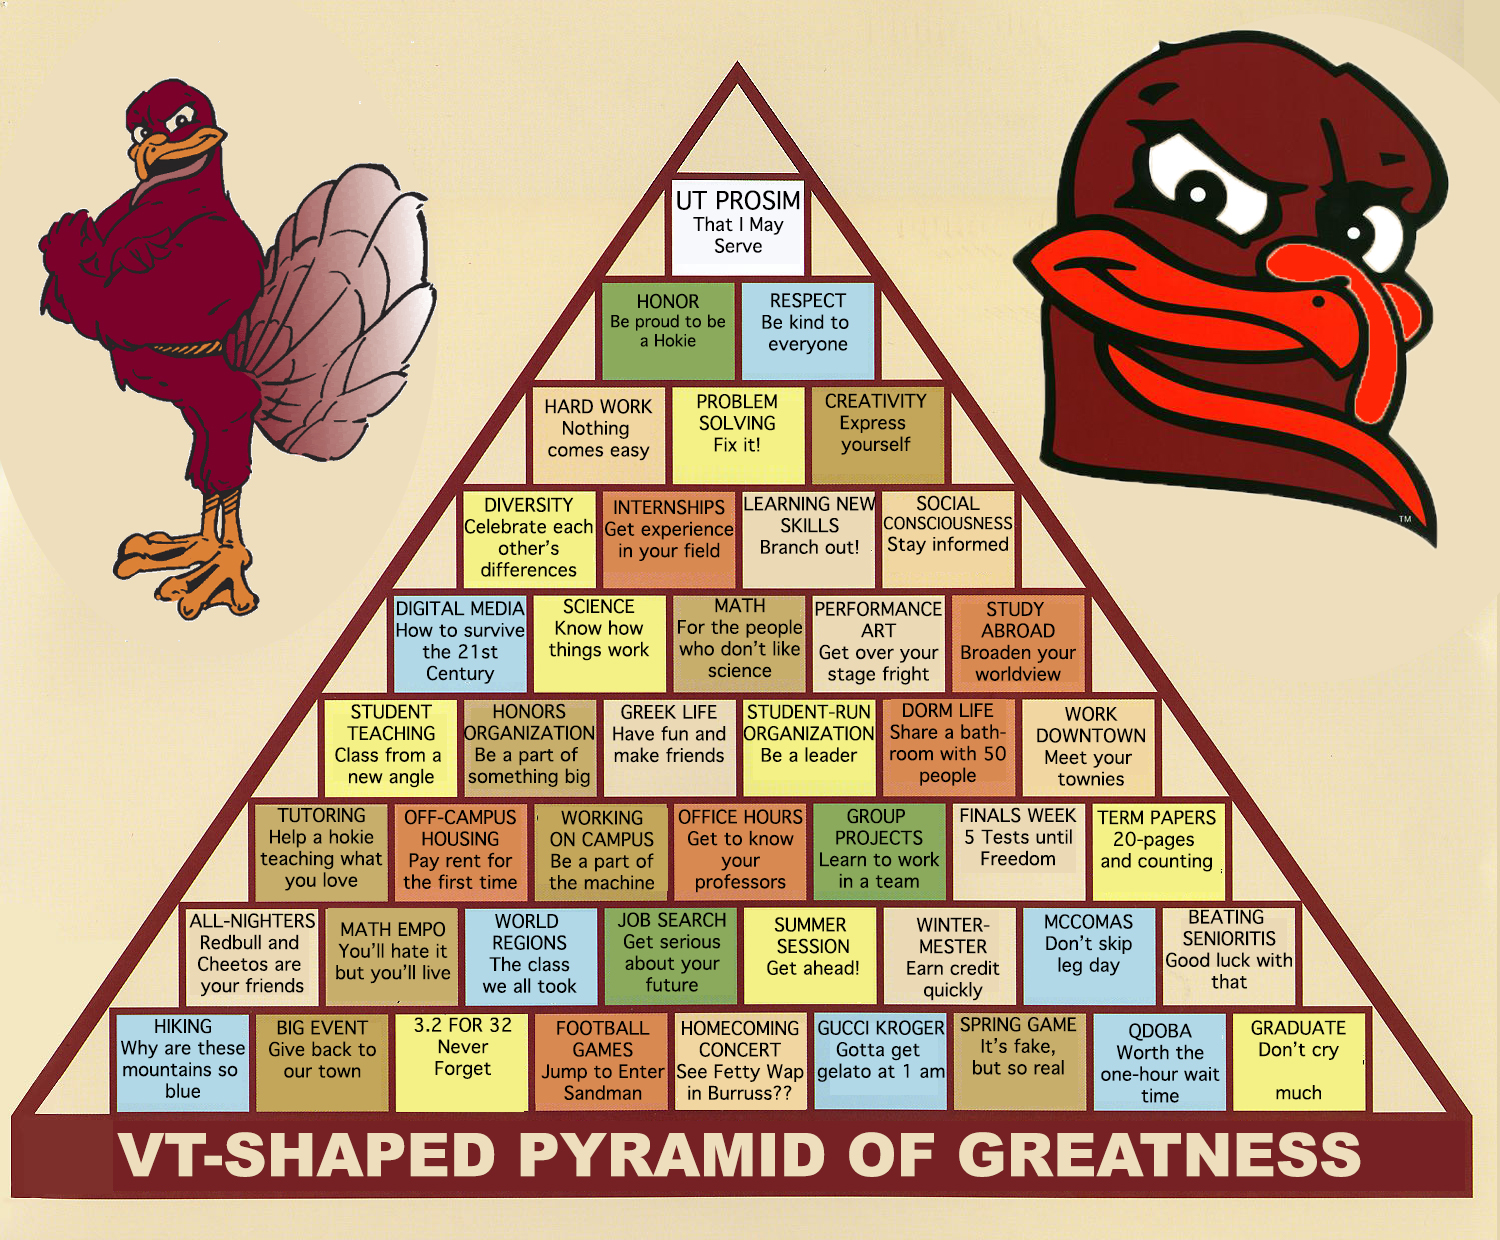 UT PROSIM
That I May
Serve
HONOR
Be proud to be
a Hokie
RESPECT
Be kind to
everyone
HARD WORK
Nothing
comes easy
PROBLEM
SOLVING
Fix it!
CREATIVITY
Express
yourself
DIVERSITY
Celebrate each
other's
differences
INTERNSHIPS
Get experience
in your field
LEARNING NEW
SKILLS
Branch out!
SOCIAL
CONSCIOUSNESS
Stay informed
TM
DIGITAL MEDIA
How to survive
the 21st
Century
SCIENCE
Know how
things work
MATH
For the people
who don't like
science
PERFORMANCE
ART
Get over your
stage fright
STUDY
ABROAD
Broaden your
worldview
STUDENT
TEACHING
Class from a
new angle
HONORS
ORGANIZATION
Be a part of
something big
GREEK LIFE
Have fun and
make friends
STUDENT-RUN
ORGANIZATION
Be a leader
DORM LIFE
Share a bath-
room with 50
people
WORK
DOWNTOWN
Meet your
townies
TUTORING
Help a hokie
teaching what
you love
OFF-CAMPUS
HOUSING
Pay rent for
the first time
WORKING
ON CAMPUS
Be a part of
the machine
OFFICE HOURS
Get to know
your
professors
GROUP
PROJECTS
Learn to work
in a team
FINALS WEEK
5 Tests until
Freedom
TERM PAPERS
20-pages
and counting
ALL-NIGHTERS
Redbull and
Cheetos are
your friends
MATH EMPO
You'll hate it
but you'll live
WORLD
REGIONS
The class
we all took
JOB SEARCH
Get serious
about your
future
SUMMER
SESSION
Get ahead!
WINTER-
MESTER
Earn credit
quickly
MCCOMAS
Don't skip
leg day
BEATING
SENIORITIS
Good luck with
that
HIKING
Why are these
mountains so
blue
BIG EVENT
Give back to
our town
3.2 FOR 32
Never
Forget
FOOTBALL
GAMES
Jump to Enter
Sandman
HOMECOMING
CONCERT
See Fetty Wap
in Burruss??
GUCCI KROGER
Gotta get
gelato at 1 am
SPRING GAME
It's fake,
but so real
QDOBA
Worth the
one-hour wait
time
GRADUATE
Don't cry
much
VT-SHAPED PYRAMID OF GREATNESS